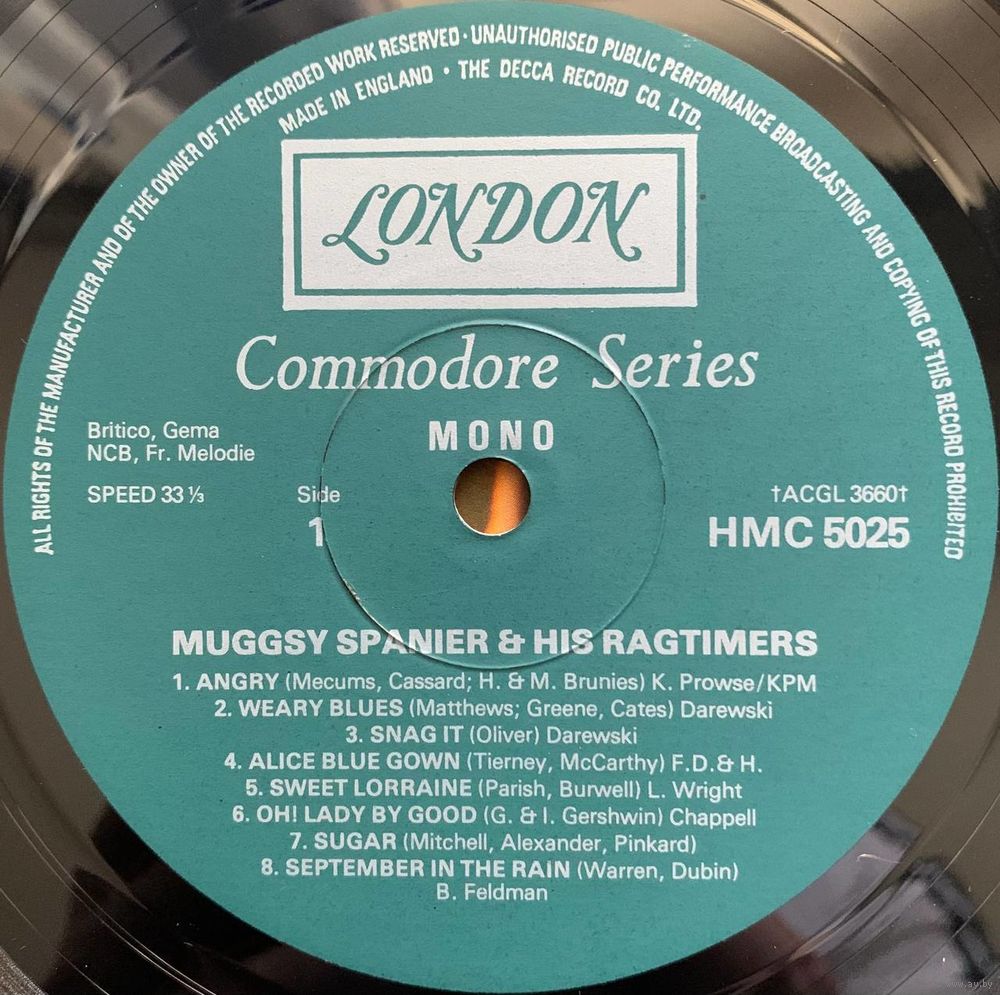 ALL RIGHTS OF THE MANUFACTURER AND OF THE OWNER OF THE RECORDED WORK RESERVED · UNAUTHORISED PUBLIC PERFORMANCE BROADCASTING AND COPYING OF THIS RECORD PROHIBITED
MADE IN ENGLAND · THE DECCA RECORD CO. LTD.
LONDON
Commodore Series
MONO
Britico, Gema
NCB, Fr. Melodie
SPEED 33⅓
Side
1
†ACGL 3660†
HMC 5025
MUGGSY SPANIER & HIS RAGTIMERS
1. ANGRY (Mecums, Cassard; H. & M. Brunies) K. Prowse/KPM
2. WEARY BLUES (Matthews; Greene, Cates) Darewski
3. SNAG IT (Oliver) Darewski
4. ALICE BLUE GOWN (Tierney, McCarthy) F.D.& H.
5. SWEET LORRAINE (Parish, Burwell) L. Wright
6. OH! LADY BY GOOD (G. & I. Gershwin) Chappell
7. SUGAR (Mitchell, Alexander, Pinkard)
8. SEPTEMBER IN THE RAIN (Warren, Dubin)
B. Feldman
www.ay.by